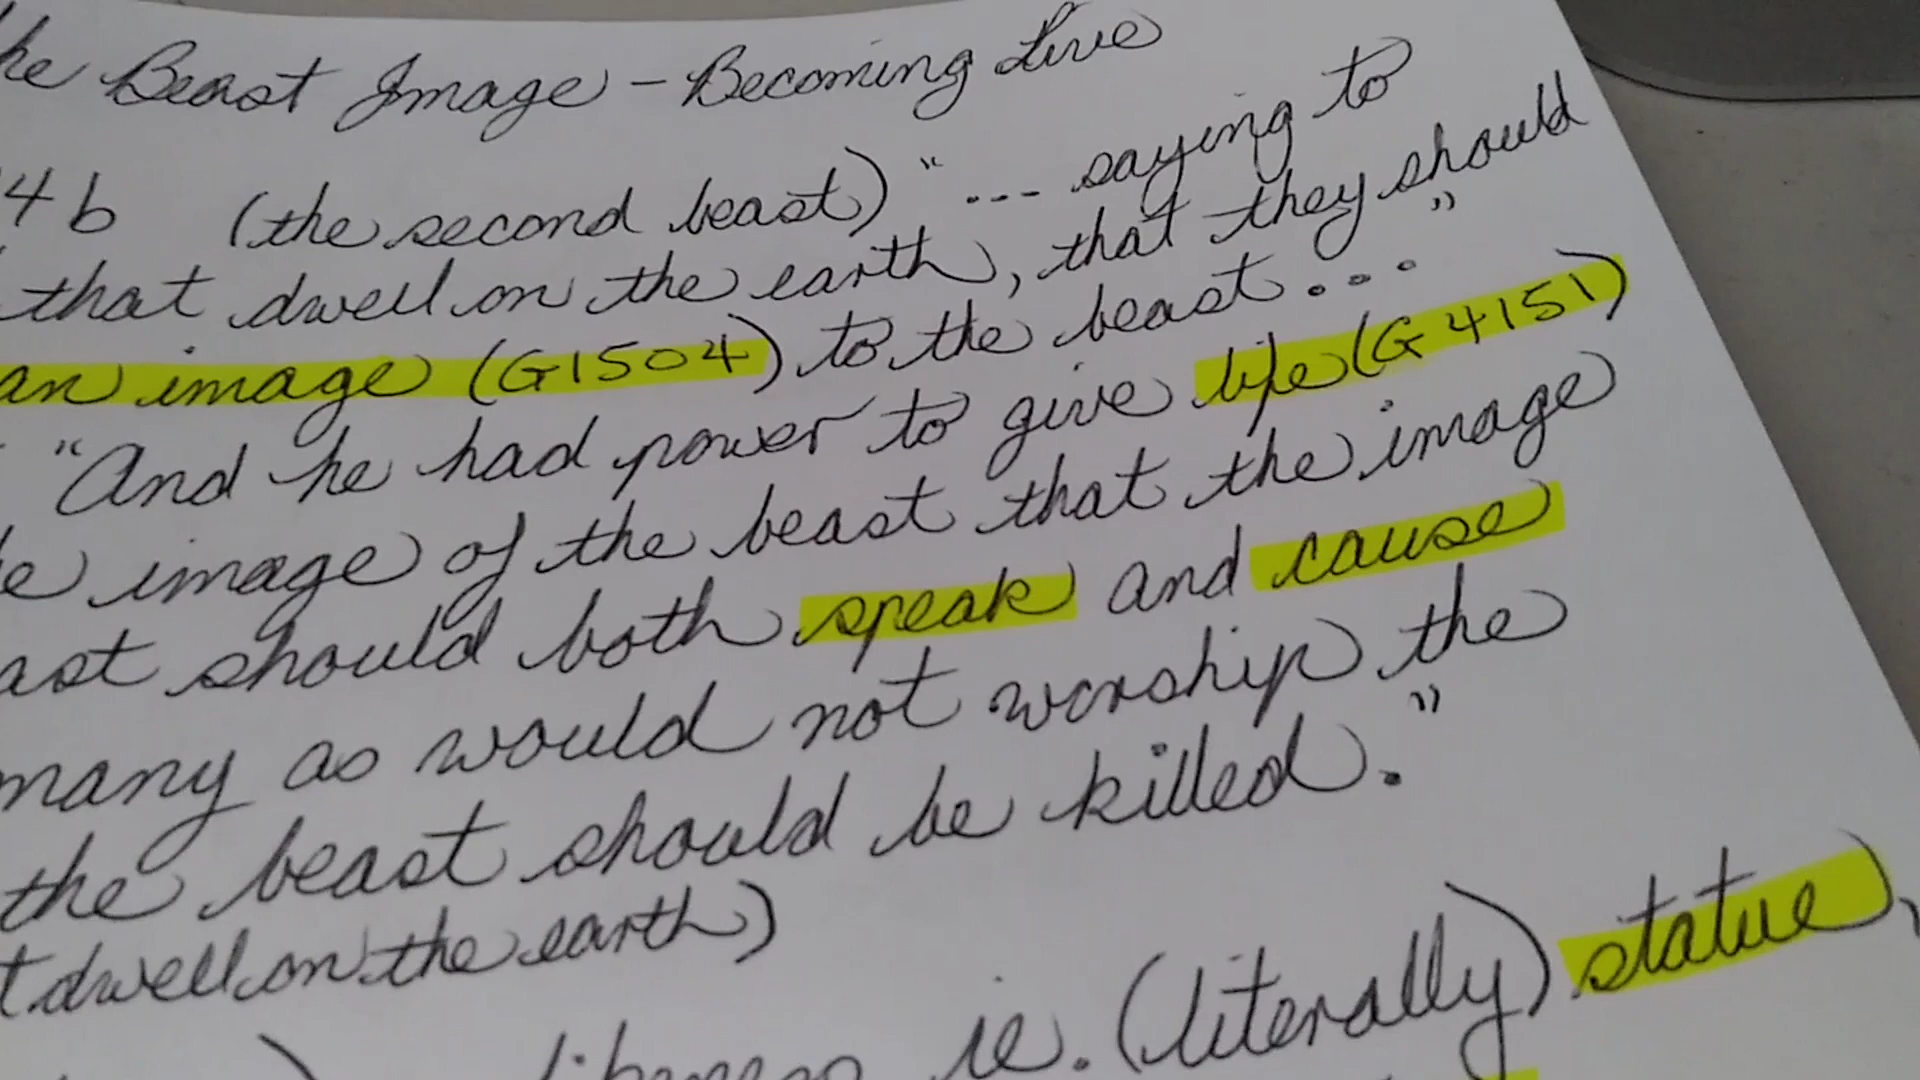 he Beast Image - Becoming Live
4b (the second beast) "... saying to
that dwell on the earth, that they should
an image (G1504) to the beast..."
"And he had power to give life (G4151)
e image of the beast that the image
ast should both speak and cause
many as would not worship the
the beast should be killed."
t dwell on the earth)
ie. (literally) statue,